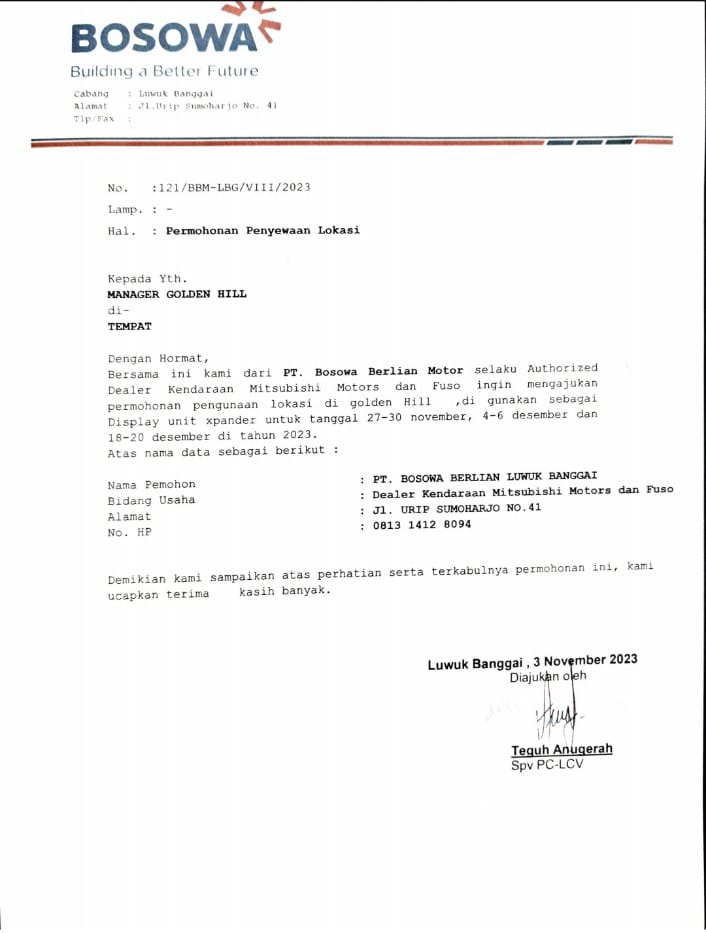 BOSOWA
Building a Better Future
Cabang : Luwuk Banggai
Alamat : Jl.Urip Sumoharjo No. 41
Tlp/Fax :
No. :121/BBM-LBG/VIII/2023
Lamp. : -
Hal. : Permohonan Penyewaan Lokasi
Kepada Yth.
MANAGER GOLDEN HILL
di-
TEMPAT
Dengan Hormat,
Bersama ini kami dari PT. Bosowa Berlian Motor selaku Authorized
Dealer Kendaraan Mitsubishi Motors dan Fuso ingin mengajukan
permohonan pengunaan lokasi di golden Hill ,di gunakan sebagai
Display unit xpander untuk tanggal 27-30 november, 4-6 desember dan
18-20 desember di tahun 2023.
Atas nama data sebagai berikut :
Nama Pemohon : PT. BOSOWA BERLIAN LUWUK BANGGAI
Bidang Usaha : Dealer Kendaraan Mitsubishi Motors dan Fuso
Alamat : Jl. URIP SUMOHARJO NO.41
No. HP : 0813 1412 8094
Demikian kami sampaikan atas perhatian serta terkabulnya permohonan ini, kami
ucapkan terima kasih banyak.
Luwuk Banggai , 3 November 2023
Diajukan oleh
Teguh Anugerah
Spv PC-LCV